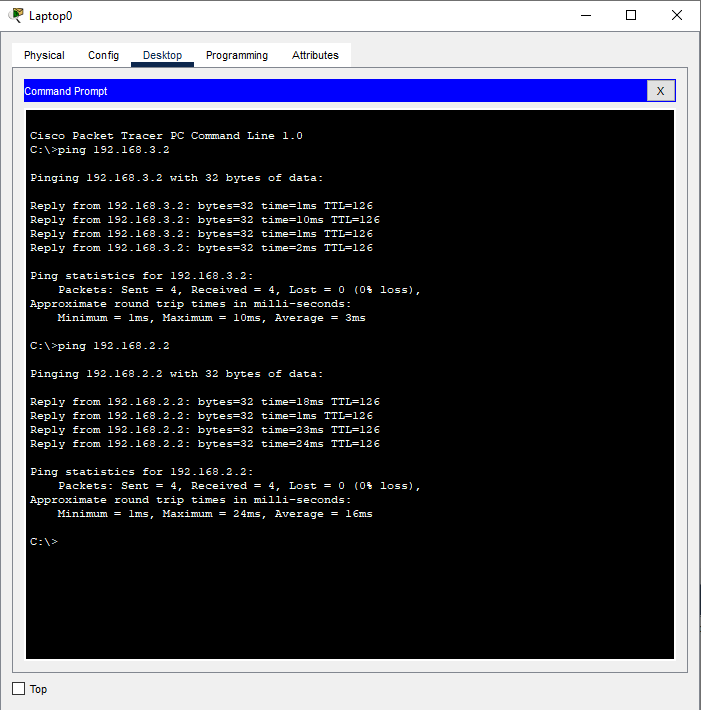 Laptop0
Physical Config Desktop Programming Attributes
Command Prompt X
Cisco Packet Tracer PC Command Line 1.0
C:\>ping 192.168.3.2
Pinging 192.168.3.2 with 32 bytes of data:
Reply from 192.168.3.2: bytes=32 time=1ms TTL=126
Reply from 192.168.3.2: bytes=32 time=10ms TTL=126
Reply from 192.168.3.2: bytes=32 time=1ms TTL=126
Reply from 192.168.3.2: bytes=32 time=2ms TTL=126
Ping statistics for 192.168.3.2:
Packets: Sent = 4, Received = 4, Lost = 0 (0% loss),
Approximate round trip times in milli-seconds:
Minimum = 1ms, Maximum = 10ms, Average = 3ms
C:\>ping 192.168.2.2
Pinging 192.168.2.2 with 32 bytes of data:
Reply from 192.168.2.2: bytes=32 time=18ms TTL=126
Reply from 192.168.2.2: bytes=32 time=1ms TTL=126
Reply from 192.168.2.2: bytes=32 time=23ms TTL=126
Reply from 192.168.2.2: bytes=32 time=24ms TTL=126
Ping statistics for 192.168.2.2:
Packets: Sent = 4, Received = 4, Lost = 0 (0% loss),
Approximate round trip times in milli-seconds:
Minimum = 1ms, Maximum = 24ms, Average = 16ms
C:\>
Top